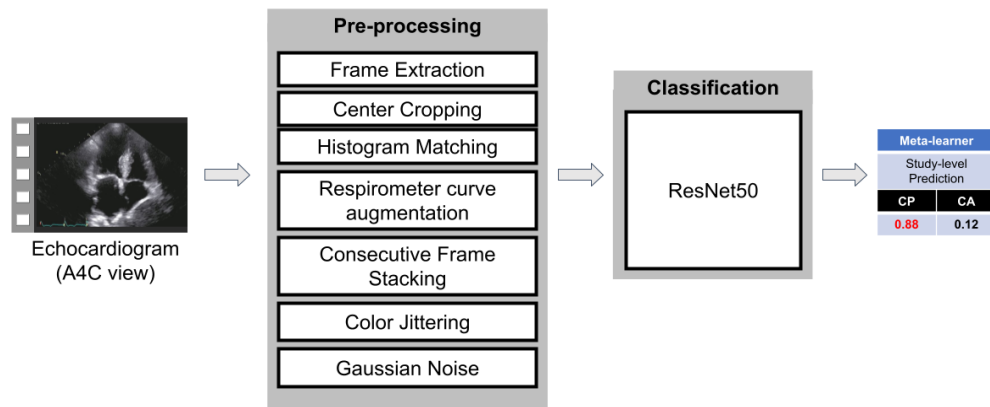 Echocardiogram
(A4C view)
Pre-processing
Frame Extraction
Center Cropping
Histogram Matching
Respirometer curve
augmentation
Consecutive Frame
Stacking
Color Jittering
Gaussian Noise
Classification
ResNet50
Meta-learner
Study-level
Prediction
CP CA
0.88 0.12